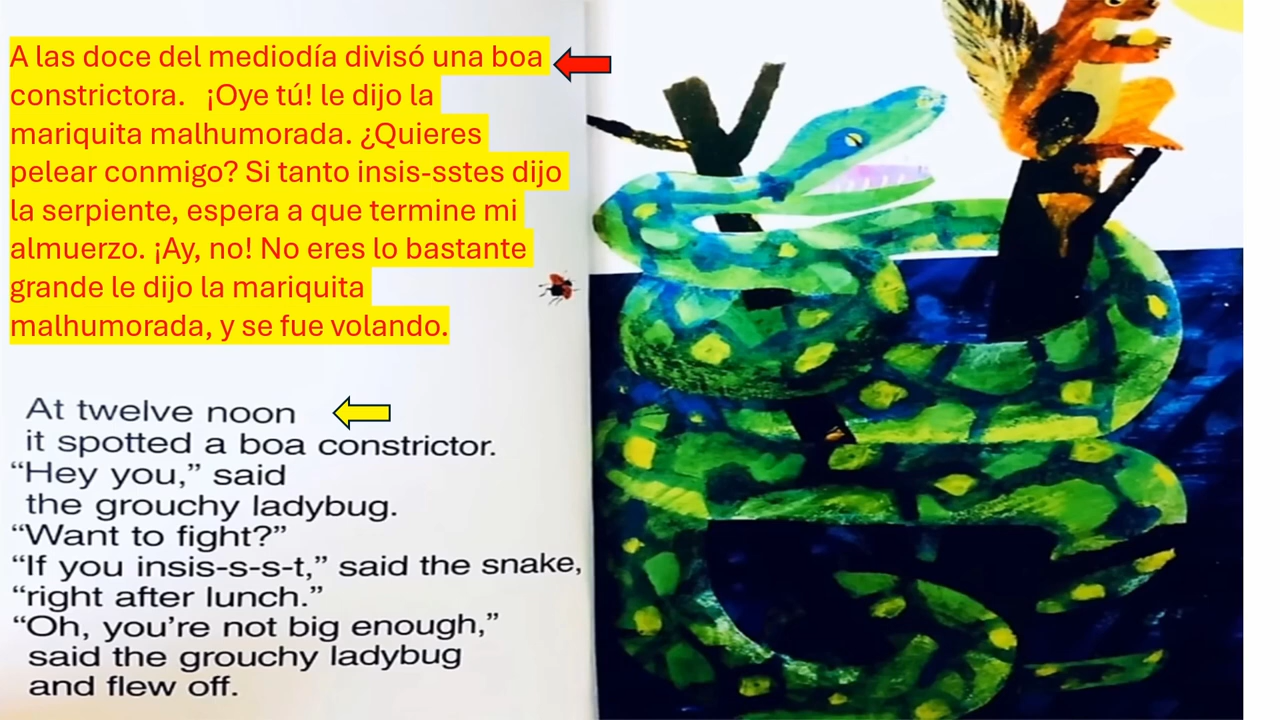 A las doce del mediodía divisó una boa
constrictora.   ¡Oye tú! le dijo la
mariquita malhumorada. ¿Quieres
pelear conmigo? Si tanto insis-sstes dijo
la serpiente, espera a que termine mi
almuerzo. ¡Ay, no! No eres lo bastante
grande le dijo la mariquita
malhumorada, y se fue volando.
At twelve noon
it spotted a boa constrictor.
“Hey you,” said
the grouchy ladybug.
“Want to fight?”
“If you insis-s-s-t,” said the snake,
“right after lunch.”
“Oh, you’re not big enough,”
said the grouchy ladybug
and flew off.